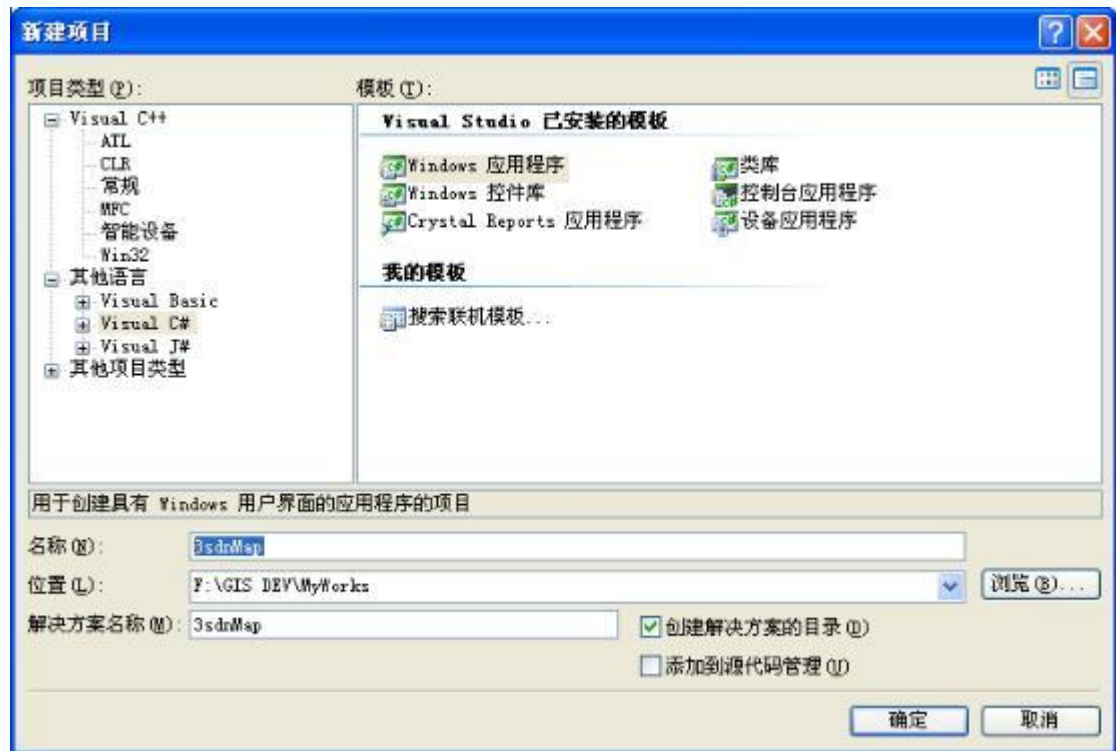 新建项目
项目类型(P):
模板(T):
Visual C++
ATL
CLR
常规
MFC
智能设备
Win32
其他语言
Visual Basic
Visual C#
Visual J#
其他项目类型
Visual Studio 已安装的模板
Windows 应用程序
类库
Windows 控件库
控制台应用程序
Crystal Reports 应用程序
设备应用程序
我的模板
搜索联机模板...
用于创建具有 Windows 用户界面的应用程序的项目
名称(N):
3sdnMap
位置(L):
F:\GIS DEV\MyWorks
浏览(B)...
解决方案名称(M):
3sdnMap
创建解决方案的目录(D)
添加到源代码管理(U)
确定
取消